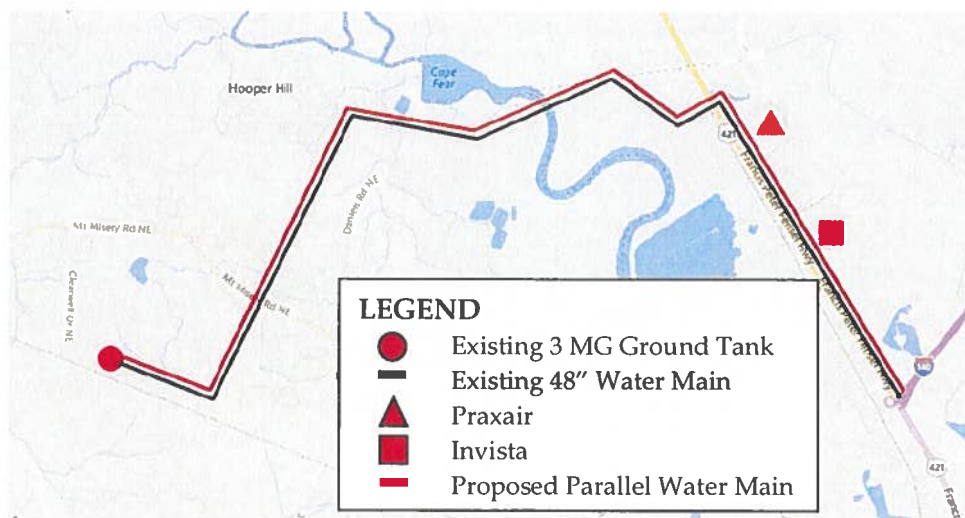 Cape
Fear
Hooper Hill
421
Daniels Rd NE
Mt Misery Rd NE
Mt Misery Rd NE
LEGEND
Existing 3 MG Ground Tank
Existing 48" Water Main
Praxair
Invista
Proposed Parallel Water Main
140
421